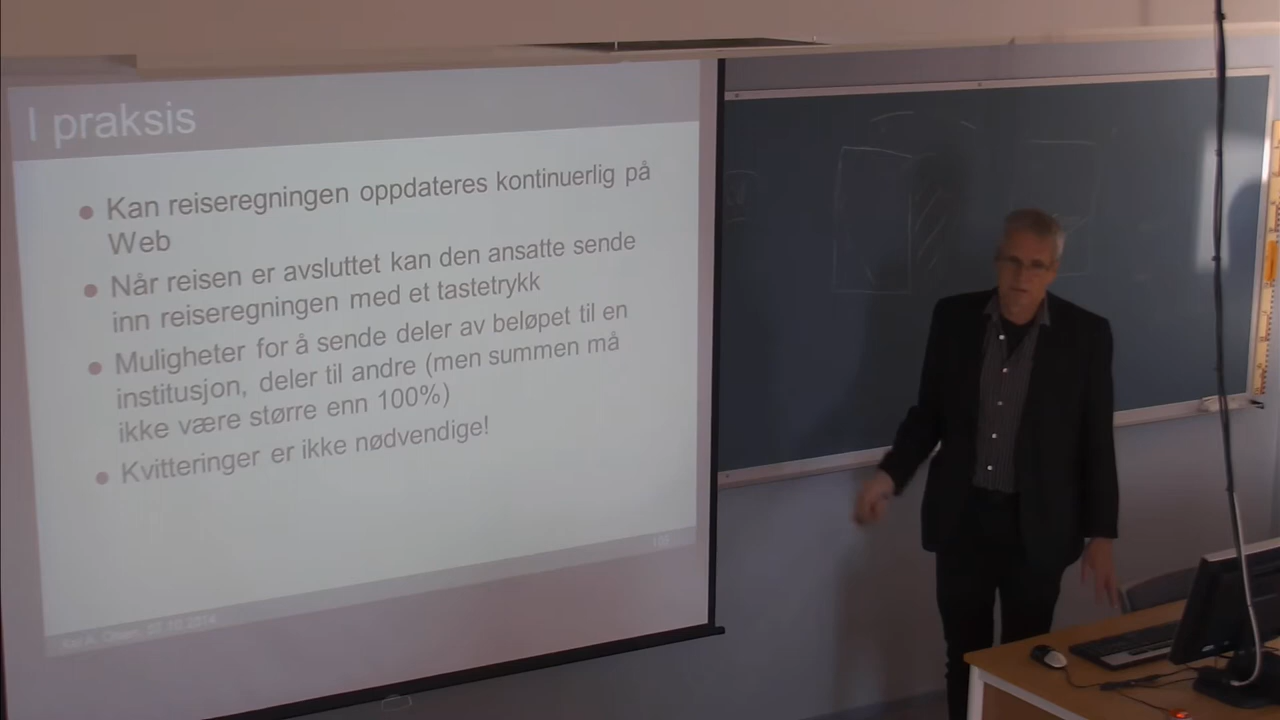 I praksis
Kan reiseregningen oppdateres kontinuerlig på
Web
Når reisen er avsluttet kan den ansatte sende
inn reiseregningen med et tastetrykk
Muligheter for å sende deler av beløpet til en
institusjon, deler til andre (men summen må
ikke være større enn 100%)
Kvitteringer er ikke nødvendige!